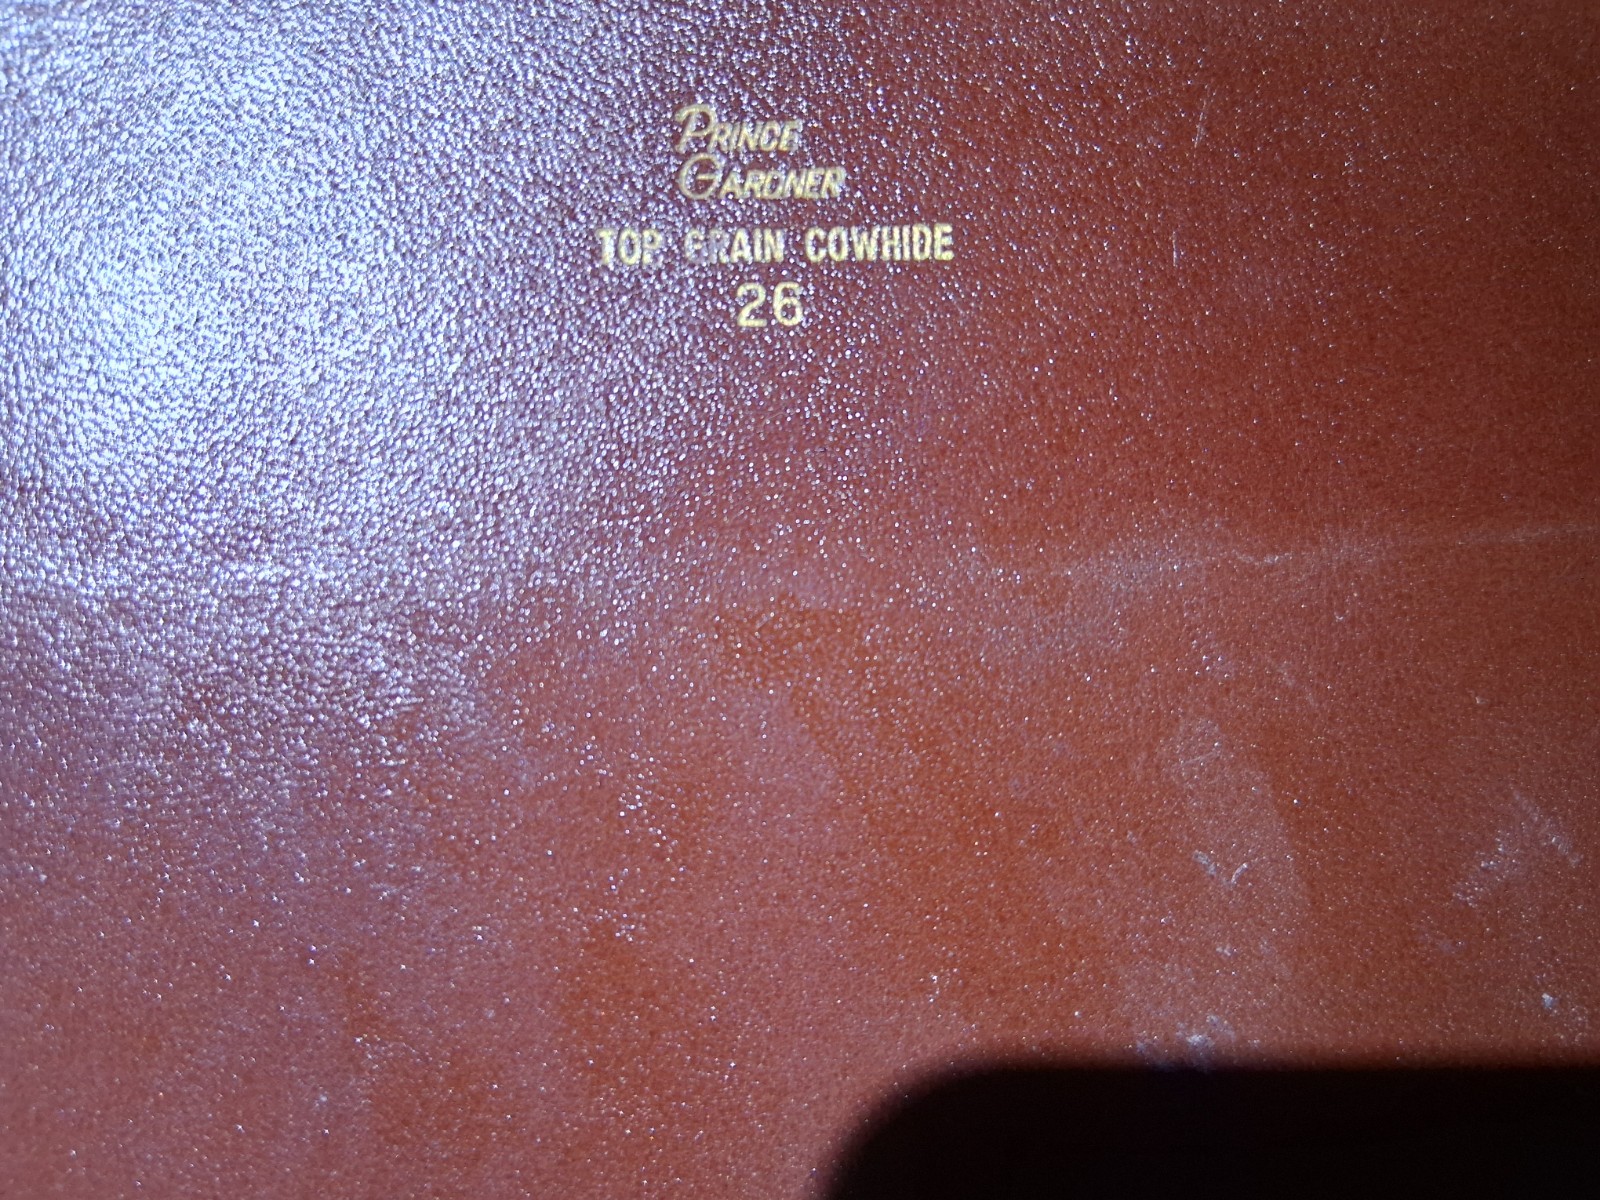 PRINCE
GARDNER
TOP GRAIN COWHIDE
26